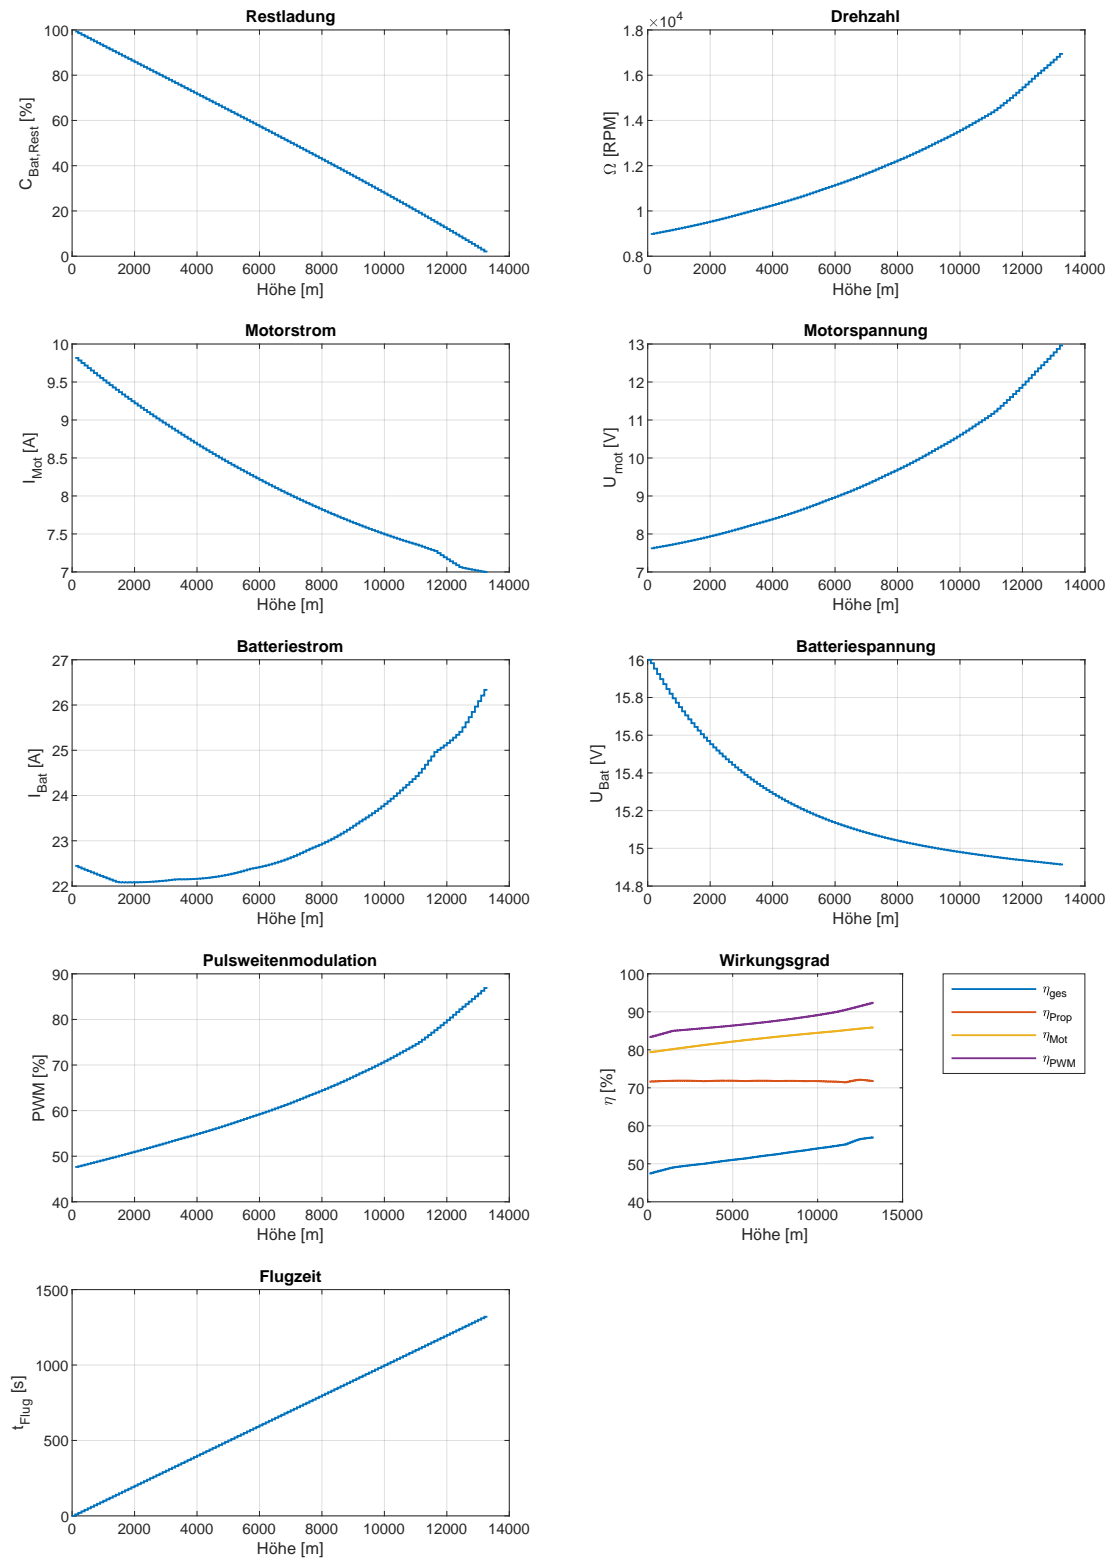 Restladung
100
80
60
40
20
0
0 2000 4000 6000 8000 10000 12000 14000
C_Bat,Rest [%]
Höhe [m]
Drehzahl
×10^4
1.8
1.6
1.4
1.2
1
0.8
0 2000 4000 6000 8000 10000 12000 14000
Ω [RPM]
Höhe [m]
Motorstrom
10
9.5
9
8.5
8
7.5
7
0 2000 4000 6000 8000 10000 12000 14000
I_Mot [A]
Höhe [m]
Motorspannung
13
12
11
10
9
8
7
0 2000 4000 6000 8000 10000 12000 14000
U_mot [V]
Höhe [m]
Batteriestrom
27
26
25
24
23
22
0 2000 4000 6000 8000 10000 12000 14000
I_Bat [A]
Höhe [m]
Batteriespannung
16
15.8
15.6
15.4
15.2
15
14.8
0 2000 4000 6000 8000 10000 12000 14000
U_Bat [V]
Höhe [m]
Pulsweitenmodulation
90
80
70
60
50
40
0 2000 4000 6000 8000 10000 12000 14000
PWM [%]
Höhe [m]
Wirkungsgrad
100
90
80
70
60
50
40
0 5000 10000 15000
η [%]
Höhe [m]
η_ges
η_Prop
η_Mot
η_PWM
Flugzeit
1500
1000
500
0
0 2000 4000 6000 8000 10000 12000 14000
t_Flug [s]
Höhe [m]